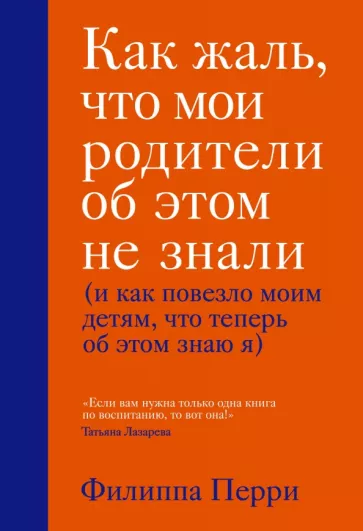 Как жаль,
что мои
родители
об этом
не знали
(и как повезло моим
детям, что теперь
об этом знаю я)
«Если вам нужна только одна книга
по воспитанию, то вот она!»
Татьяна Лазарева
Филиппа Перри